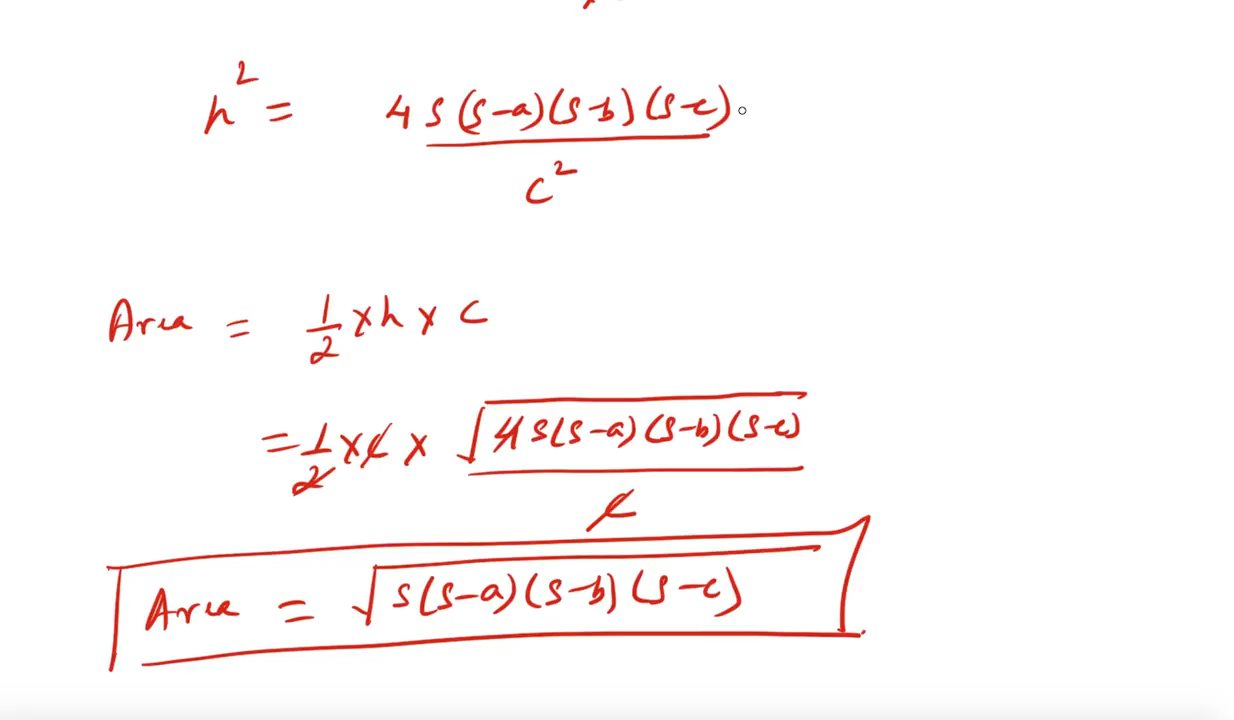 h² = 4s(s-a)(s-b)(s-c) / c²
Area = 1/2 × h × c
= 1/2 × c × √4s(s-a)(s-b)(s-c) / c
Area = √s(s-a)(s-b)(s-c)